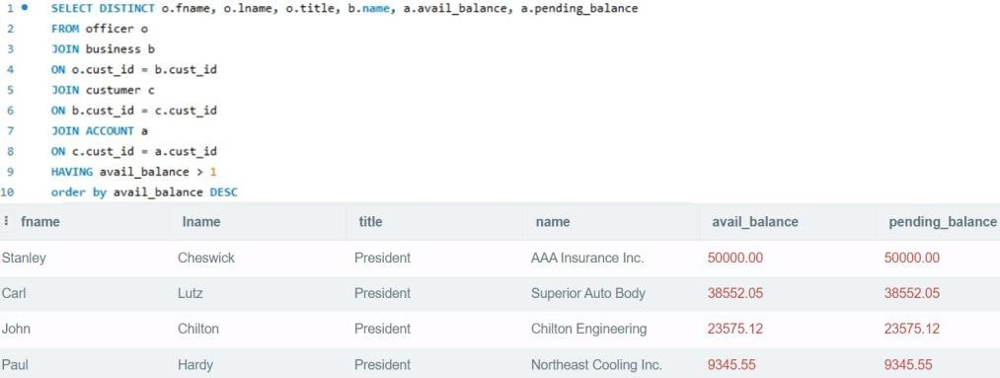 1 SELECT DISTINCT o.fname, o.lname, o.title, b.name, a.avail_balance, a.pending_balance
2 FROM officer o
3 JOIN business b
4 ON o.cust_id = b.cust_id
5 JOIN custumer c
6 ON b.cust_id = c.cust_id
7 JOIN ACCOUNT a
8 ON c.cust_id = a.cust_id
9 HAVING avail_balance > 1
10 order by avail_balance DESC
fname lname title name avail_balance pending_balance
Stanley Cheswick President AAA Insurance Inc. 50000.00 50000.00
Carl Lutz President Superior Auto Body 38552.05 38552.05
John Chilton President Chilton Engineering 23575.12 23575.12
Paul Hardy President Northeast Cooling Inc. 9345.55 9345.55